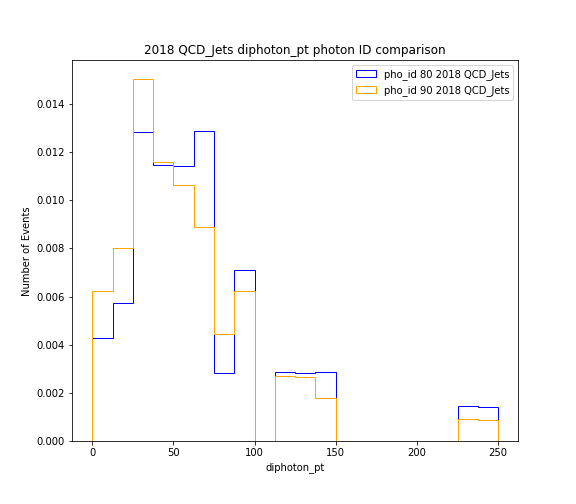 2018 QCD_Jets diphoton_pt photon ID comparison
pho_id 80 2018 QCD_Jets
pho_id 90 2018 QCD_Jets
Number of Events
0.014
0.012
0.010
0.008
0.006
0.004
0.002
0.000
0 50 100 150 200 250
diphoton_pt